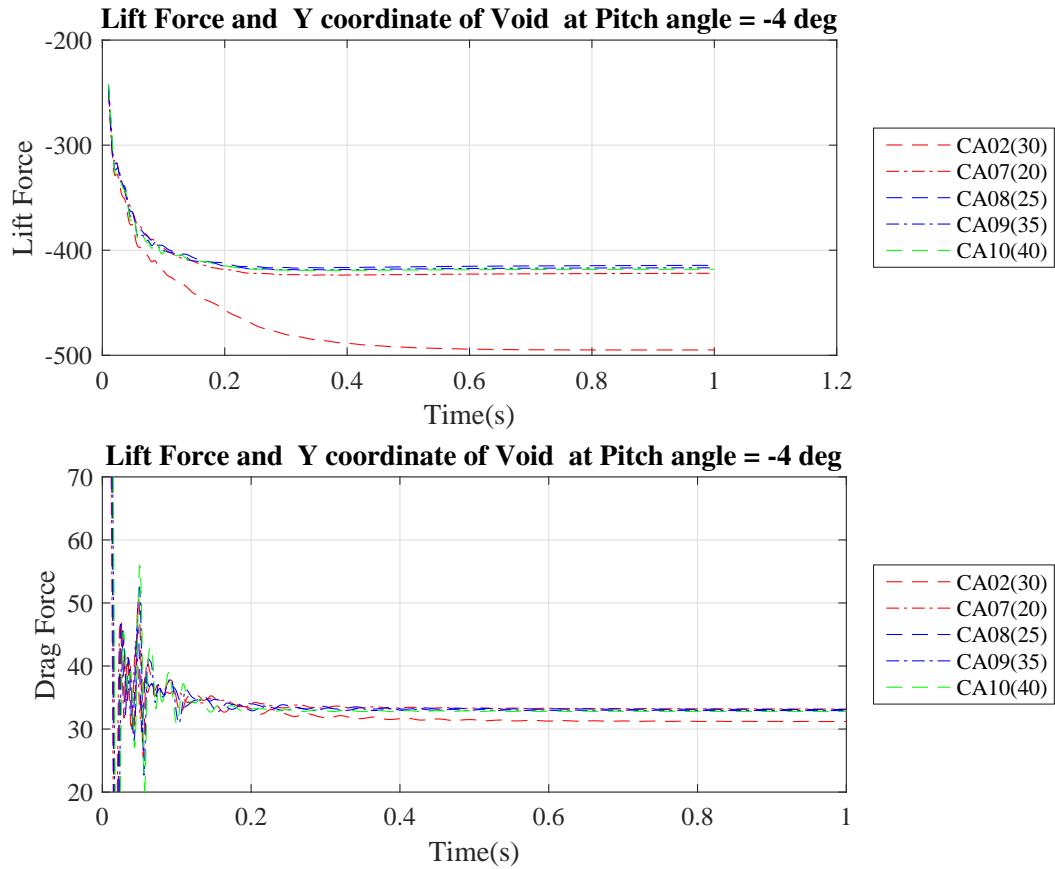 Lift Force and  Y coordinate of Void  at Pitch angle = -4 deg
-200
-300
-400
-500
Lift Force
0
0.2
0.4
0.6
0.8
1
1.2
Time(s)
CA02(30)
CA07(20)
CA08(25)
CA09(35)
CA10(40)
Lift Force and  Y coordinate of Void  at Pitch angle = -4 deg
70
60
50
40
30
20
Drag Force
0
0.2
0.4
0.6
0.8
1
Time(s)
CA02(30)
CA07(20)
CA08(25)
CA09(35)
CA10(40)